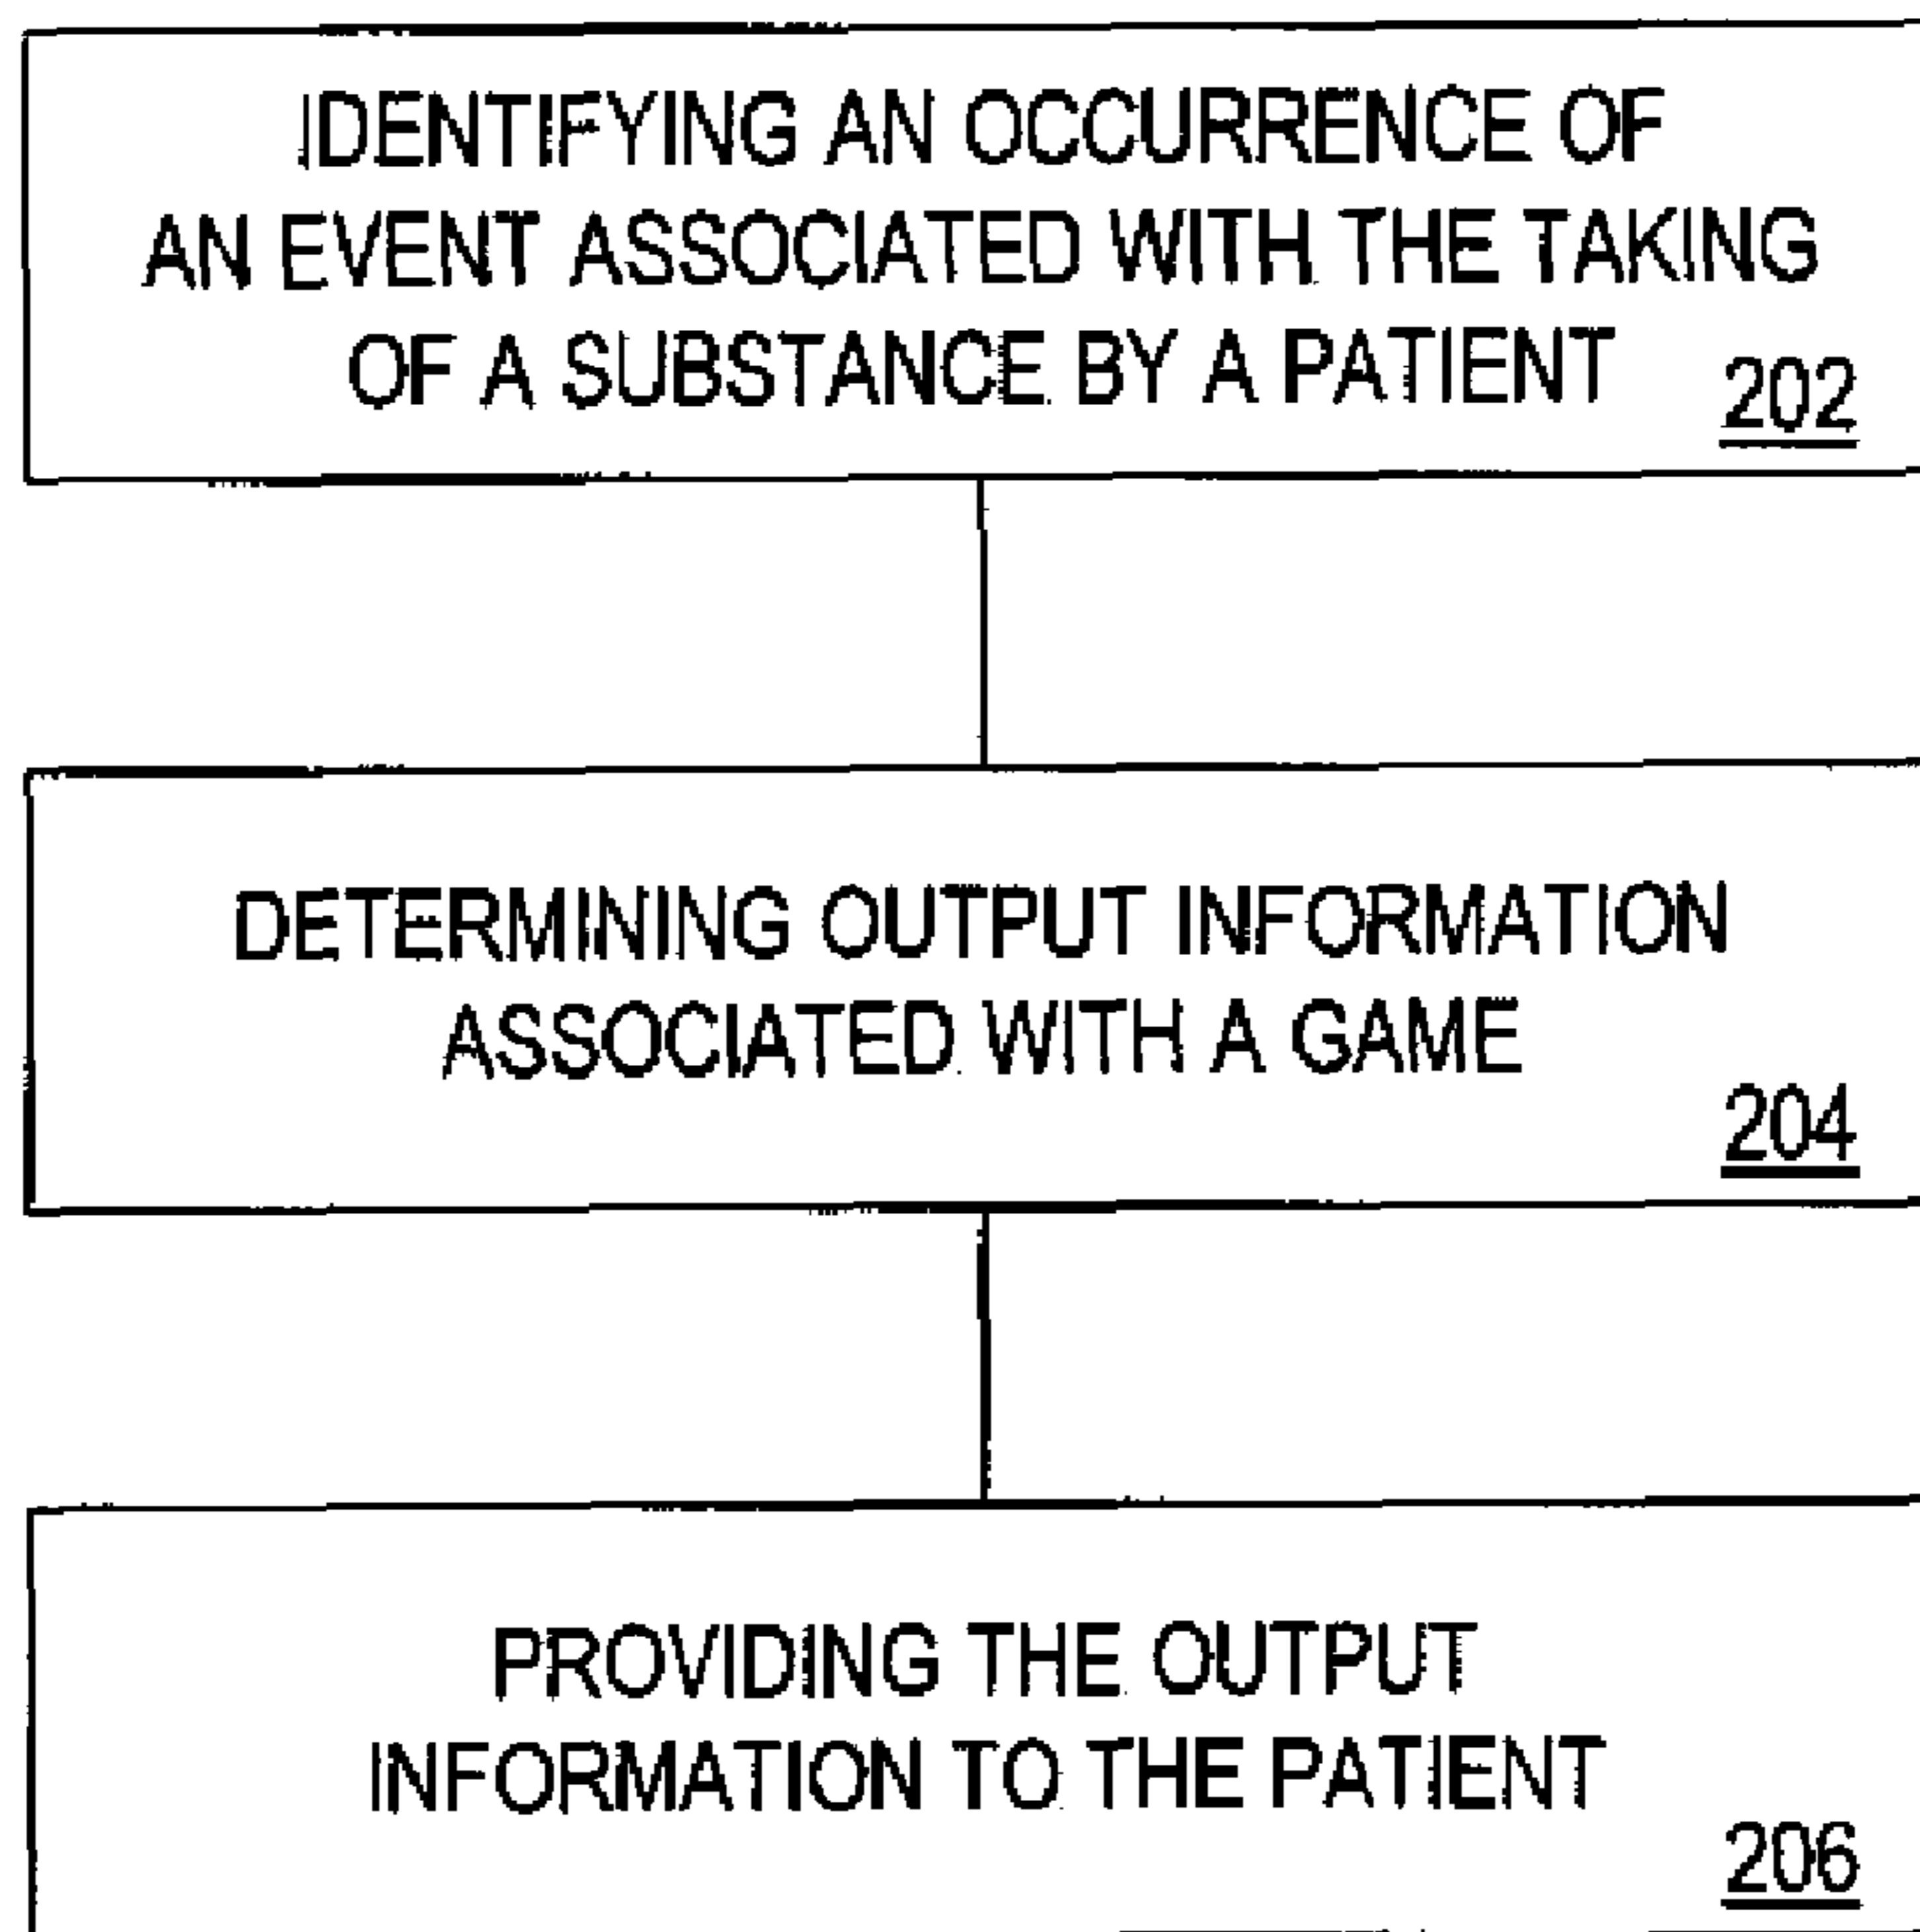 IDENTIFYING AN OCCURRENCE OF
AN EVENT ASSOCIATED WITH THE TAKING
OF A SUBSTANCE BY A PATIENT
202
DETERMINING OUTPUT INFORMATION
ASSOCIATED WITH A GAME
204
PROVIDING THE OUTPUT
INFORMATION TO THE PATIENT
206